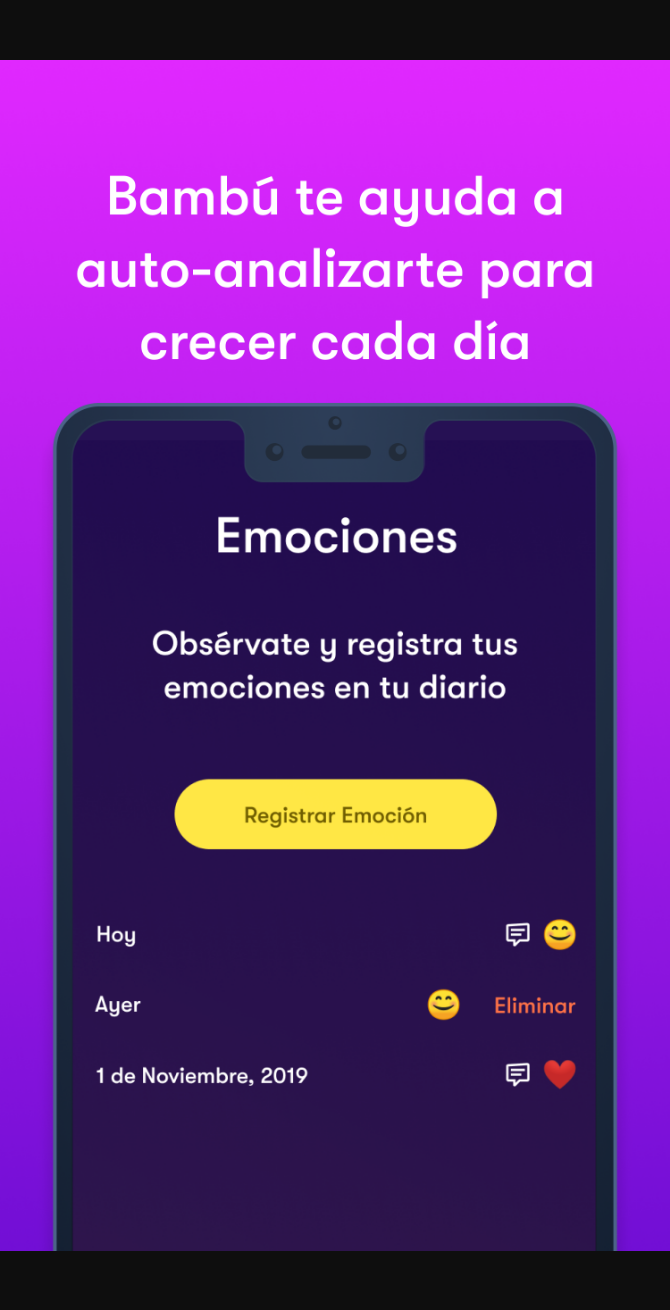 Bambú te ayuda a
auto-analizarte para
crecer cada día
Emociones
Obsérvate y registra tus
emociones en tu diario
Registrar Emoción
Hoy 😊
Ayer 😊 Eliminar
1 de Noviembre, 2019 ❤️